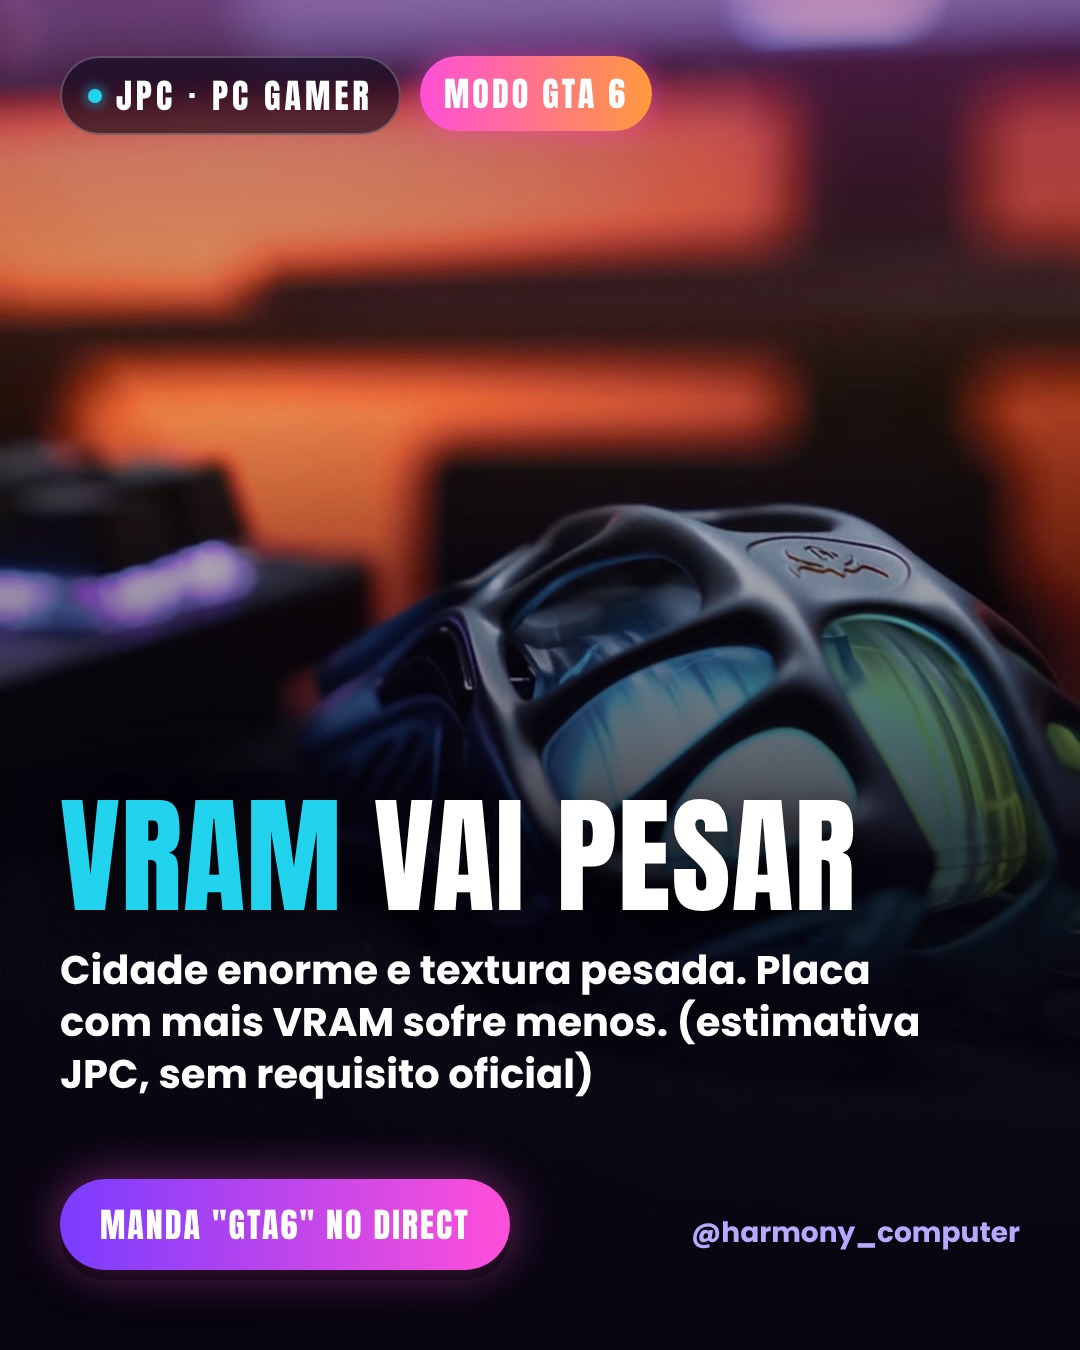 JPC · PC GAMER
MODO GTA 6
VRAM VAI PESAR
Cidade enorme e textura pesada. Placa
com mais VRAM sofre menos. (estimativa
JPC, sem requisito oficial)
MANDA "GTA6" NO DIRECT
@harmony_computer